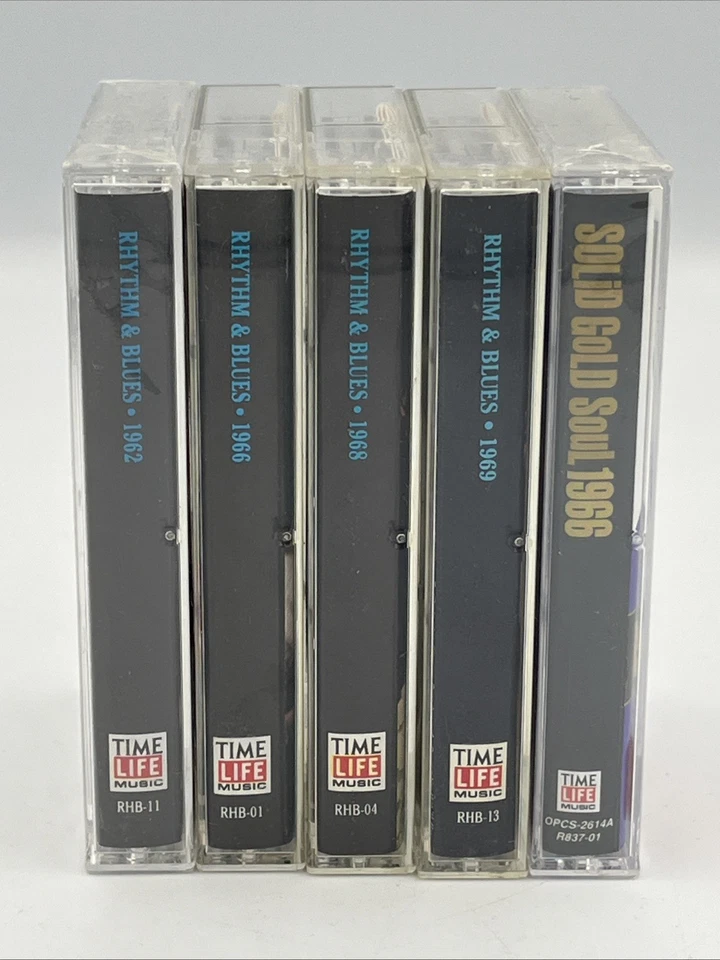 RHYTHM & BLUES • 1962
TIME
LIFE
MUSIC
RHB-11
RHYTHM & BLUES • 1966
TIME
LIFE
MUSIC
RHB-01
RHYTHM & BLUES • 1968
TIME
LIFE
MUSIC
RHB-04
RHYTHM & BLUES • 1969
TIME
LIFE
MUSIC
RHB-13
SOLiD GoLD SouL 1966
TIME
LIFE
MUSIC
OPCS-2614A
R837-01